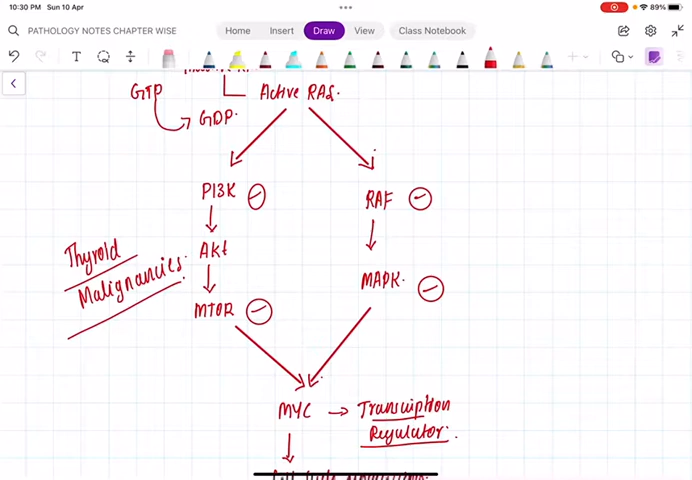 10:30 PM Sun 10 Apr
89%
PATHOLOGY NOTES CHAPTER WISE
Home Insert Draw View Class Notebook
GTP
Active RAS.
GDP.
PI3K
RAF
Thyroid
Malignancies.
AKt
MAPK.
MTOR
MYC → Transcription
Regulator.